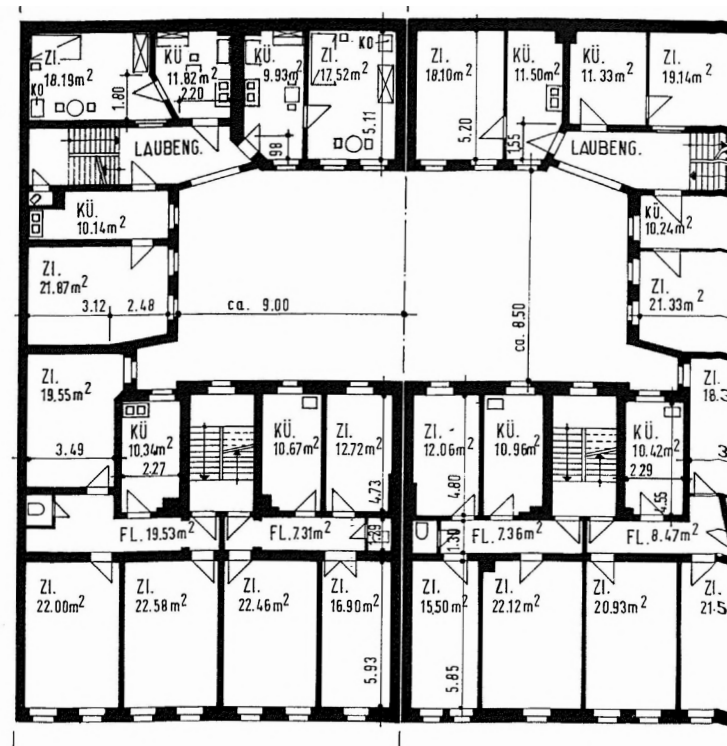 ZI.
18.19m²
KO
1.80
KÜ
11.82m²
2.20
KÜ.
9.93m²
98
ZI.
17.52m²
KO
5.11
ZI.
18.10m²
5.20
KÜ.
11.50m²
1.55
KÜ.
11.33m²
ZI.
19.14m²
LAUBENG.
LAUBENG.
KÜ.
10.14m²
KÜ.
10.24m²
ZI.
21.87m²
3.12
2.48
ca. 9.00
ca. 8.50
ZI.
21.33m²
ZI.
19.55m²
3.49
KÜ
10.34m²
2.27
KÜ.
10.67m²
ZI.
12.72m²
4.73
ZI.
12.06m²
4.80
KÜ.
10.96m²
KÜ.
10.42m²
2.29
4.55
ZI.
18.3
FL. 19.53m²
FL. 7.31m²
1.29
1.30
FL. 7.36m²
FL. 8.47m²
ZI.
22.00m²
ZI.
22.58m²
ZI.
22.46m²
ZI.
16.90m²
5.93
ZI.
15,50m²
5.85
ZI.
22.12m²
ZI.
20.93m²
ZI.
21.5